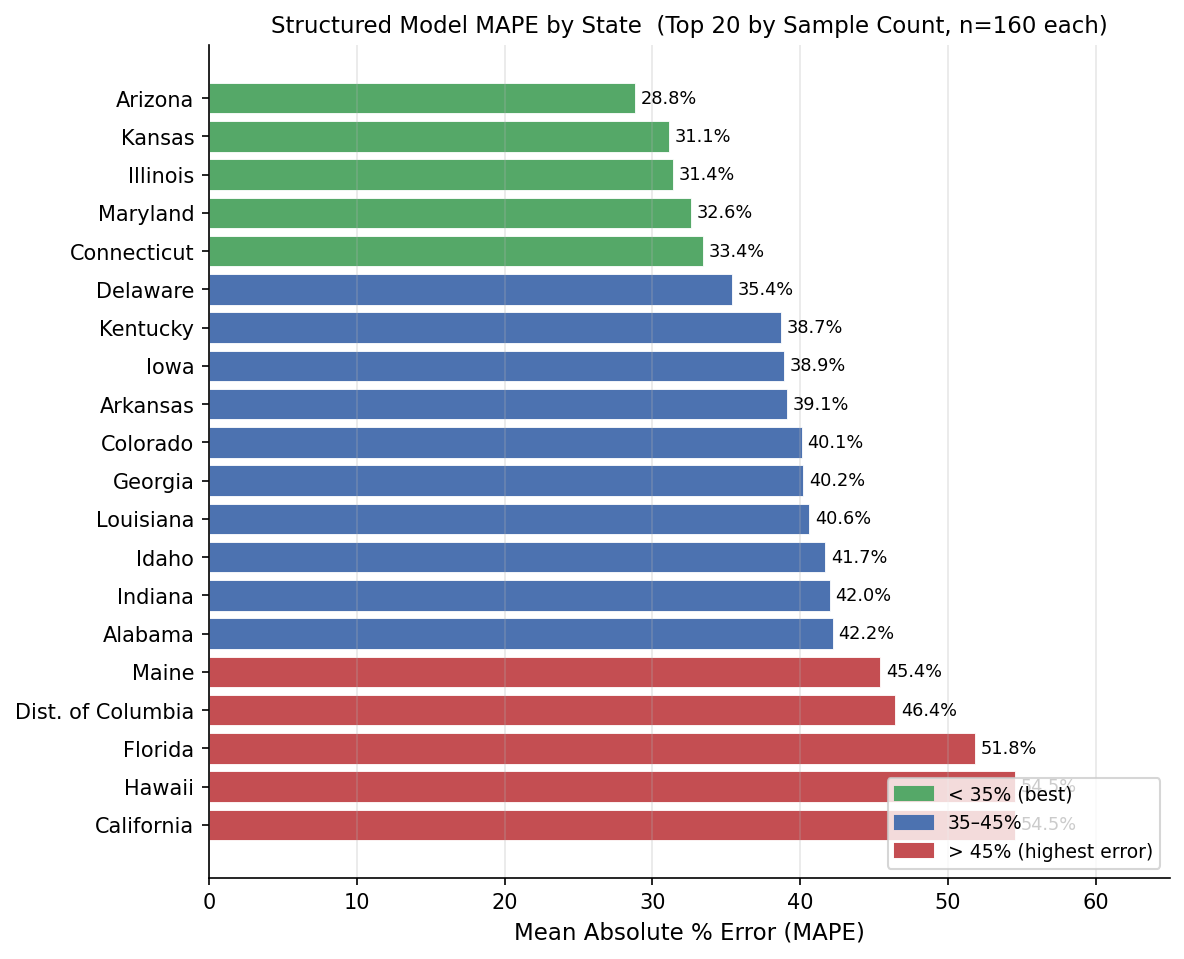 Structured Model MAPE by State  (Top 20 by Sample Count, n=160 each)
Arizona 28.8%
Kansas 31.1%
Illinois 31.4%
Maryland 32.6%
Connecticut 33.4%
Delaware 35.4%
Kentucky 38.7%
Iowa 38.9%
Arkansas 39.1%
Colorado 40.1%
Georgia 40.2%
Louisiana 40.6%
Idaho 41.7%
Indiana 42.0%
Alabama 42.2%
Maine 45.4%
Dist. of Columbia 46.4%
Florida 51.8%
Hawaii 54.5%
California 54.5%
< 35% (best)
35–45%
> 45% (highest error)
0 10 20 30 40 50 60
Mean Absolute % Error (MAPE)